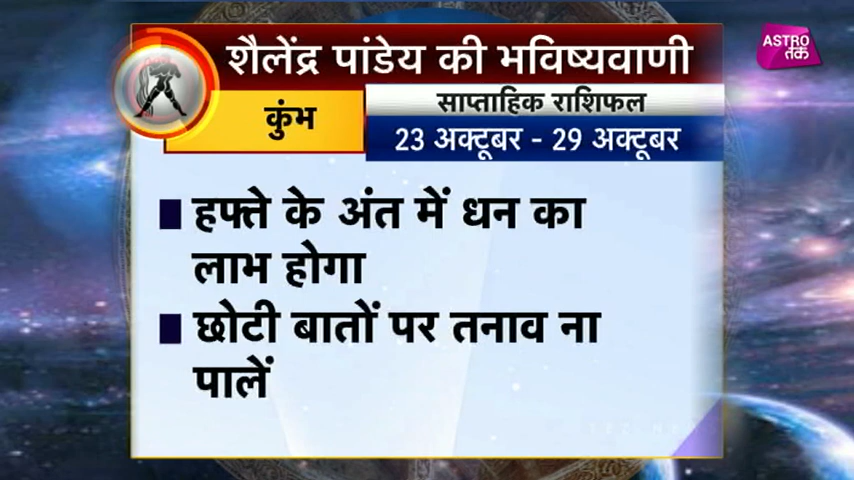 शैलेंद्र पांडेय की भविष्यवाणी
ASTRO
तक
कुंभ
साप्ताहिक राशिफल
23 अक्टूबर - 29 अक्टूबर
हफ्ते के अंत में धन का
लाभ होगा
छोटी बातों पर तनाव ना
पालें